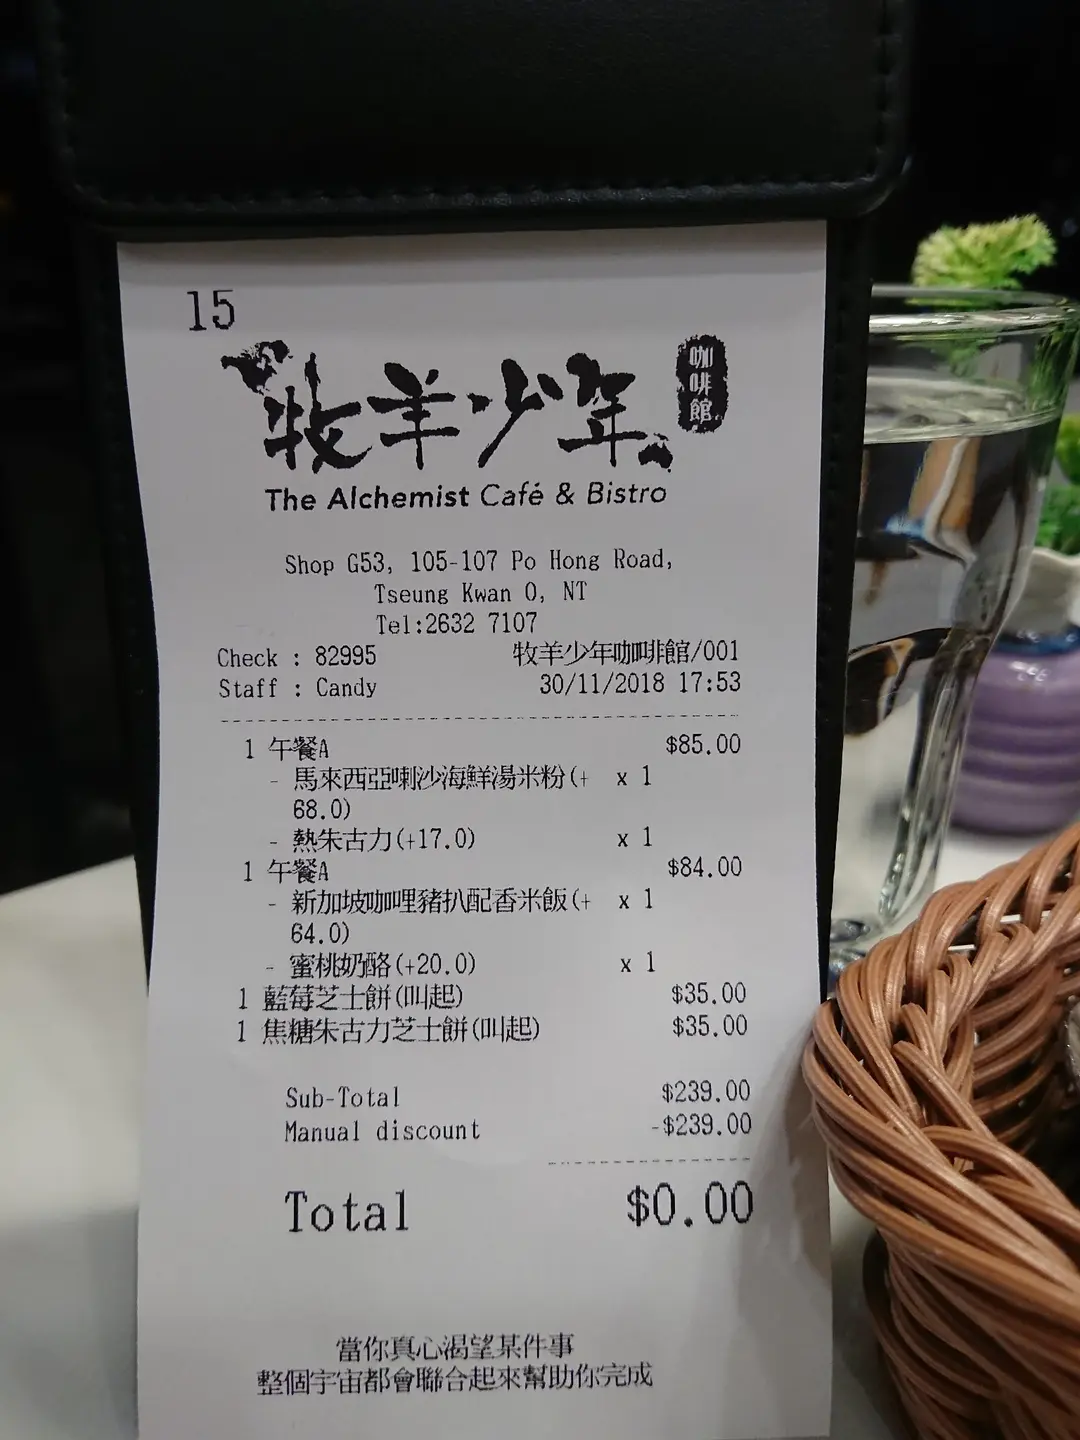 15
牧羊少年
咖啡館
The Alchemist Café & Bistro
Shop G53, 105-107 Po Hong Road,
Tseung Kwan O, NT
Tel:2632 7107
Check : 82995 牧羊少年咖啡館/001
Staff : Candy 30/11/2018 17:53
1 午餐A $85.00
- 馬來西亞喇沙海鮮湯米粉(+ x 1
68.0)
- 熱朱古力(+17.0) x 1
1 午餐A $84.00
- 新加坡咖哩豬扒配香米飯(+ x 1
64.0)
- 蜜桃奶酪(+20.0) x 1
1 藍莓芝士餅(叫起) $35.00
1 焦糖朱古力芝士餅(叫起) $35.00
Sub-Total $239.00
Manual discount -$239.00
Total $0.00
當你真心渴望某件事
整個宇宙都會聯合起來幫助你完成